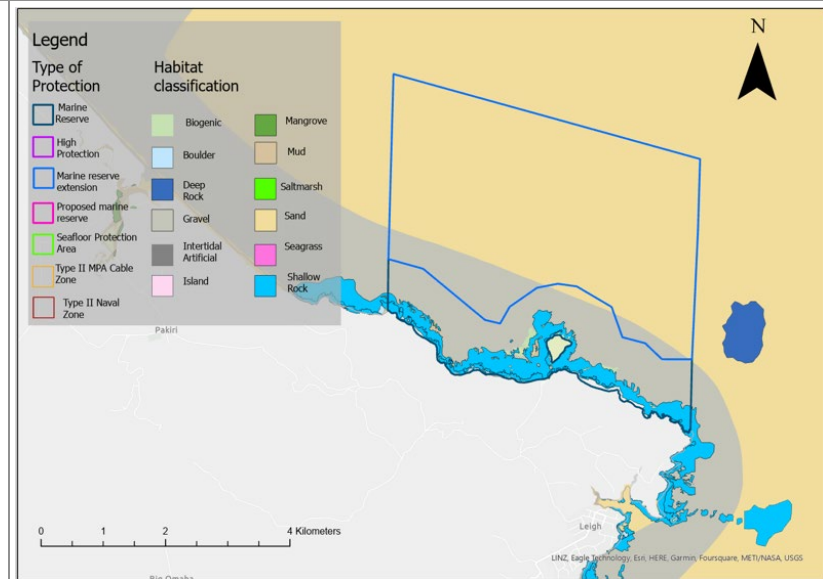 Legend
Type of
Protection
Marine
Reserve
High
Protection
Marine reserve
extension
Proposed marine
reserve
Seafloor Protection
Area
Type II MPA Cable
Zone
Type II Naval
Zone
Habitat
classification
Biogenic
Boulder
Deep
Rock
Gravel
Intertidal
Artificial
Island
Mangrove
Mud
Saltmarsh
Sand
Seagrass
Shallow
Rock
N
Pakiri
Leigh
0 1 2 4 Kilometers
LINZ, Eagle Technology, Esri, HERE, Garmin, Foursquare, METI/NASA, USGS
Big Omaha